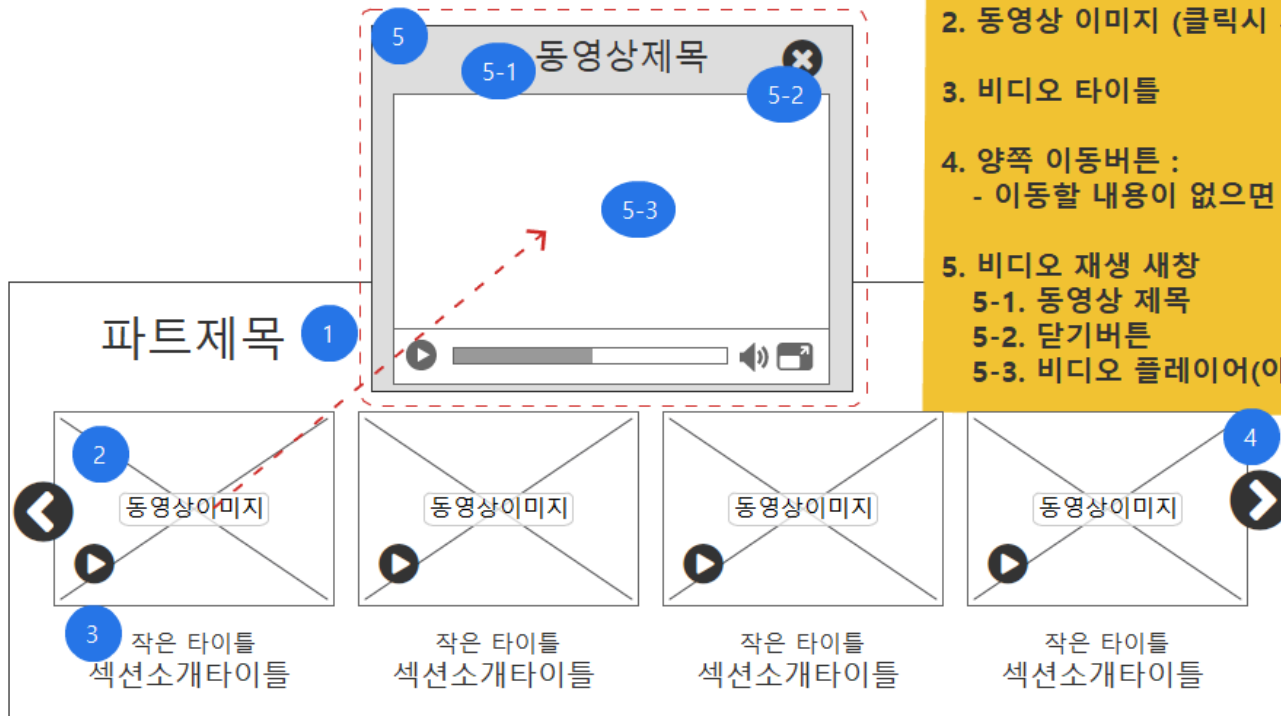 5
5-1
동영상제목
5-2
5-3
2. 동영상 이미지 (클릭시
3. 비디오 타이틀
4. 양쪽 이동버튼 :
- 이동할 내용이 없으면
5. 비디오 재생 새창
5-1. 동영상 제목
5-2. 닫기버튼
5-3. 비디오 플레이어(
파트제목
1
2
4
동영상이미지
동영상이미지
동영상이미지
동영상이미지
3
작은 타이틀
섹션소개타이틀
작은 타이틀
섹션소개타이틀
작은 타이틀
섹션소개타이틀
작은 타이틀
섹션소개타이틀